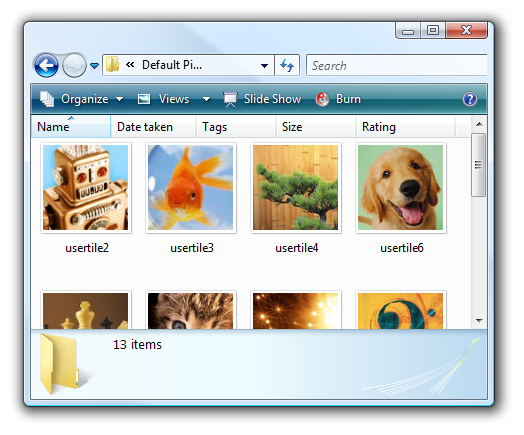 Default Pi...
Search
Organize Views Slide Show Burn
Name Date taken Tags Size Rating
usertile2 usertile3 usertile4 usertile6
13 items